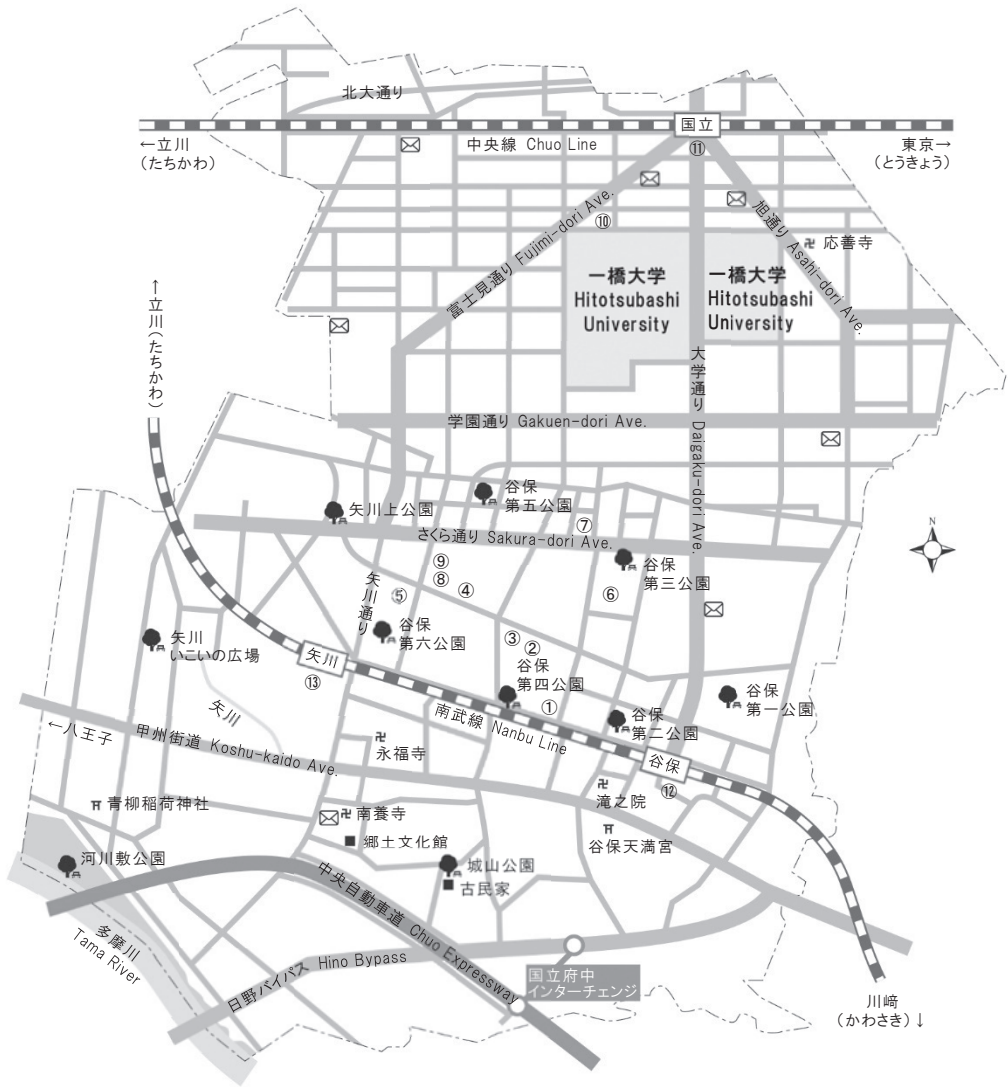 北大通り
国立
←立川
(たちかわ)
中央線 Chuo Line
⑪
東京→
(とうきょう)
富士見通り Fujimi-dori Ave.
⑩
旭通り Asahi-dori Ave.
卍 応善寺
一橋大学
Hitotsubashi
University
一橋大学
Hitotsubashi
University
←立川(たちかわ)
大学通り Daigaku-dori Ave.
学園通り Gakuen-dori Ave.
谷保
第五公園
矢川上公園
⑦
さくら通り Sakura-dori Ave.
谷保
第三公園
⑨
⑧
④
⑤
⑥
矢川通り
谷保
第六公園
③
②
矢川
いこいの広場
矢川
⑬
谷保
第四公園
①
谷保
第一公園
谷保
第二公園
矢川
南武線 Nanbu Line
←八王子
甲州街道 Koshu-kaido Ave.
卍
永福寺
谷保
⑫
卍
滝之院
青柳稲荷神社
卍南養寺
郷土文化館
谷保天満宮
河川敷公園
城山公園
古民家
中央自動車道 Chuo Expressway
多摩川
Tama River
日野バイパス Hino Bypass
国立府中
インターチェンジ
川﨑
(かわさき)↓
N